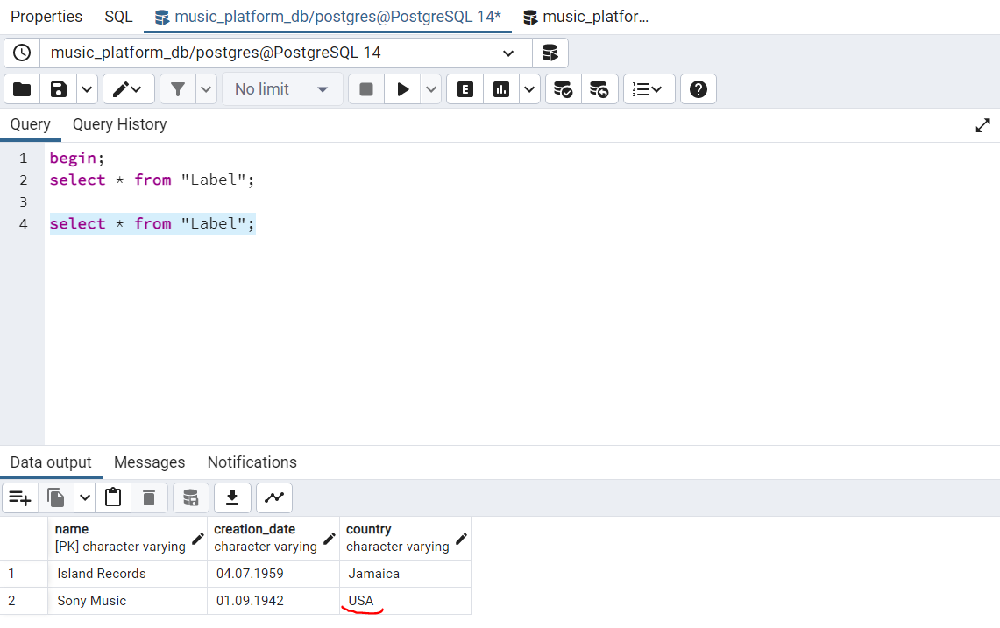 Properties SQL music_platform_db/postgres@PostgreSQL 14* music_platfor...
music_platform_db/postgres@PostgreSQL 14
No limit E
Query Query History
1 begin;
2 select * from "Label";
3
4 select * from "Label";
Data output Messages Notifications
name creation_date country
[PK] character varying character varying character varying
1 Island Records 04.07.1959 Jamaica
2 Sony Music 01.09.1942 USA